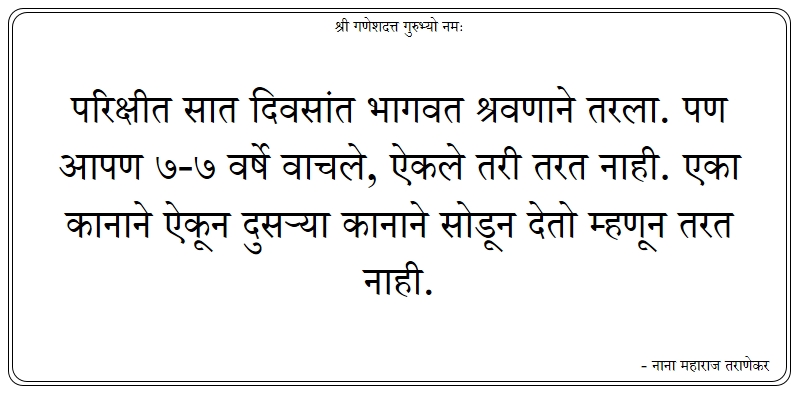 श्री गणेशदत्त गुरुभ्यो नमः
परिक्षीत सात दिवसांत भागवत श्रवणाने तरला. पण
आपण ७-७ वर्षे वाचले, ऐकले तरी तरत नाही. एका
कानाने ऐकून दुसऱ्या कानाने सोडून देतो म्हणून तरत
नाही.
- नाना महाराज तराणेकर